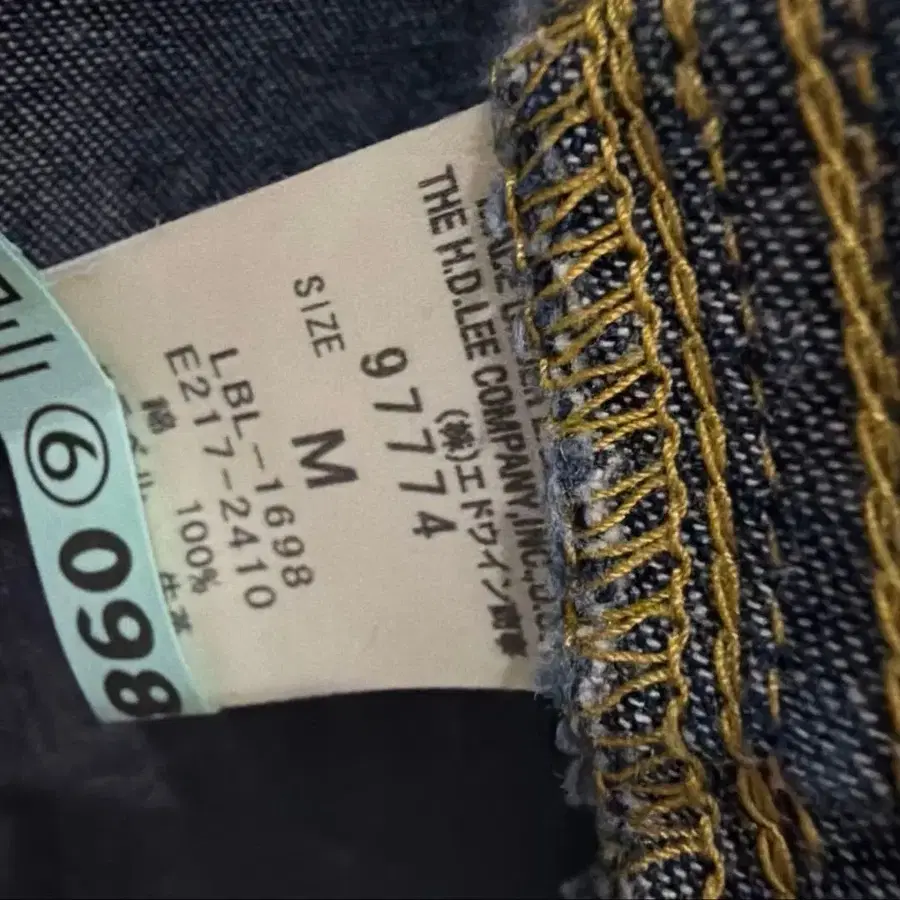 THE H.D.LEE COMPANY,INC.,U.S.
(株)エドウイン商事
97774
SIZE M
LBL-1698
E217-2410
綿 100%
⑥ 098